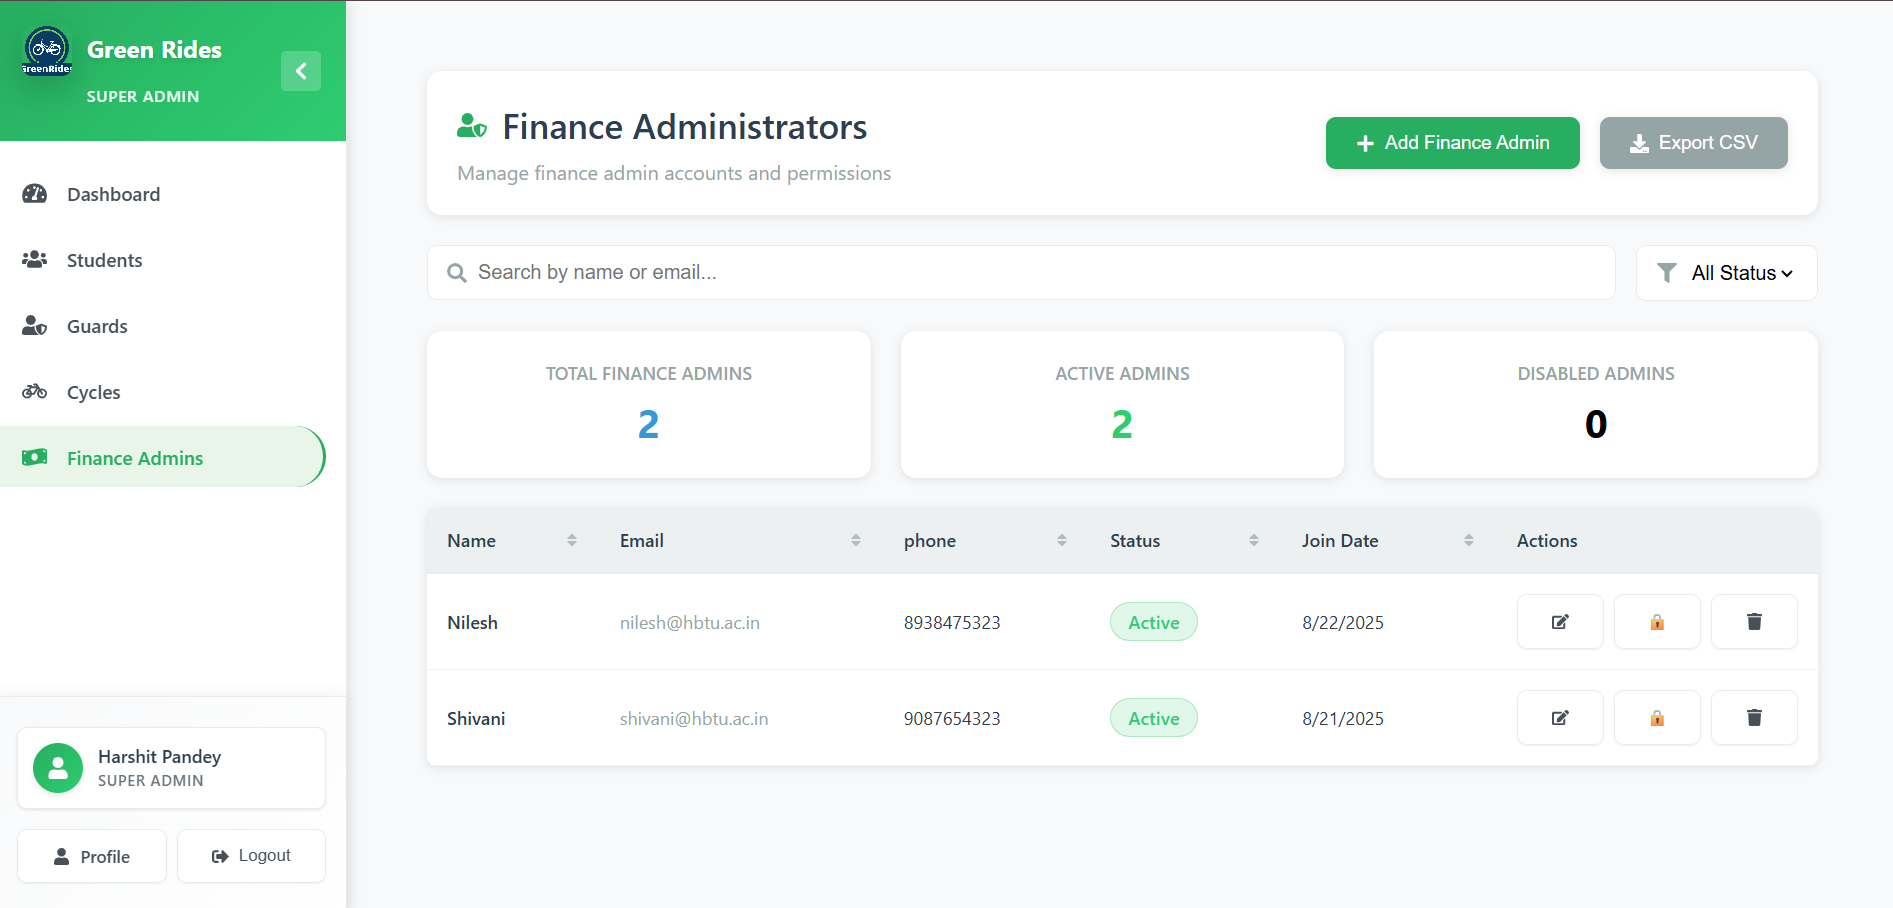 Green Rides
GreenRides
SUPER ADMIN
Dashboard
Students
Guards
Cycles
Finance Admins
Harshit Pandey
SUPER ADMIN
Profile
Logout
Finance Administrators
Manage finance admin accounts and permissions
Add Finance Admin
Export CSV
Search by name or email...
All Status
TOTAL FINANCE ADMINS
2
ACTIVE ADMINS
2
DISABLED ADMINS
0
Name Email phone Status Join Date Actions
Nilesh nilesh@hbtu.ac.in 8938475323 Active 8/22/2025
Shivani shivani@hbtu.ac.in 9087654323 Active 8/21/2025